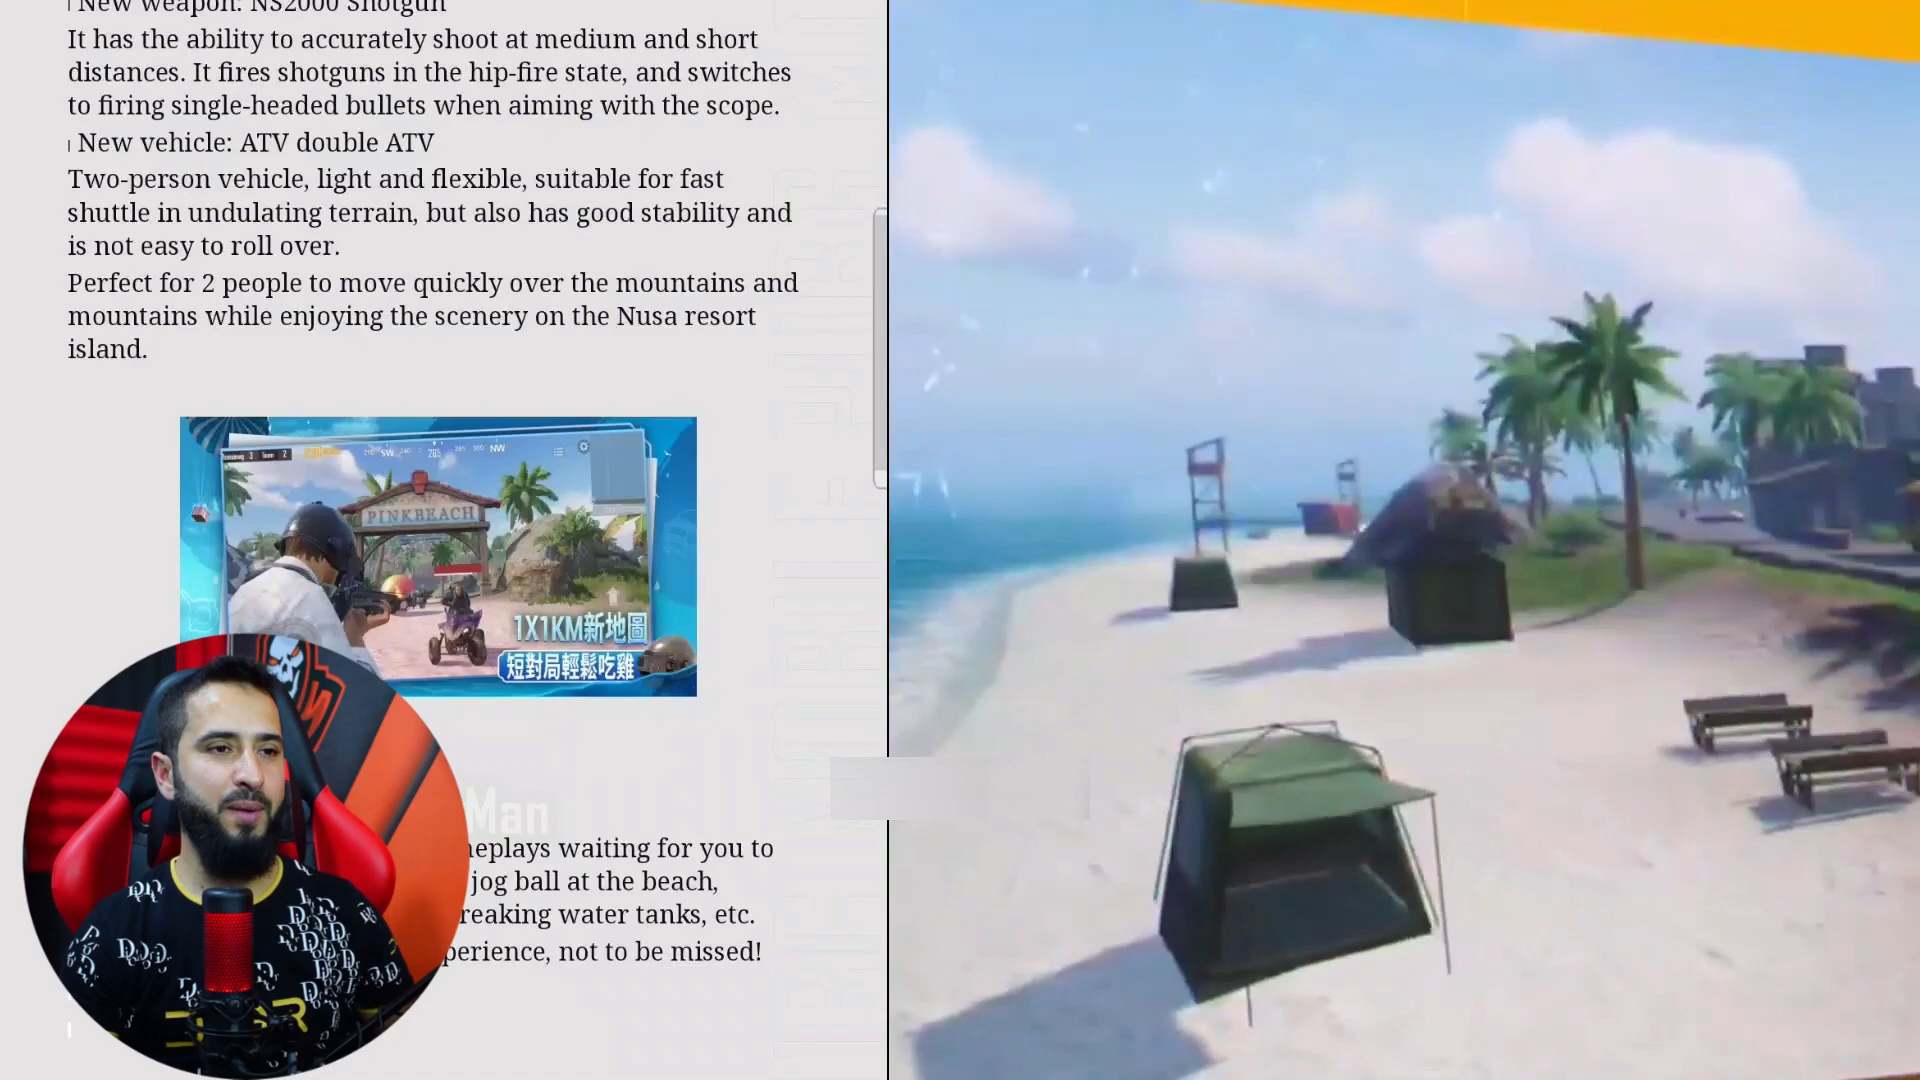 New weapon: NS2000 Shotgun
It has the ability to accurately shoot at medium and short
distances. It fires shotguns in the hip-fire state, and switches
to firing single-headed bullets when aiming with the scope.
New vehicle: ATV double ATV
Two-person vehicle, light and flexible, suitable for fast
shuttle in undulating terrain, but also has good stability and
is not easy to roll over.
Perfect for 2 people to move quickly over the mountains and
mountains while enjoying the scenery on the Nusa resort
island.
SW
NW
PINKBEACH
1X1KM新地圖
短對局輕鬆吃雞
Man
waiting for you to
jog ball at the beach,
water tanks, etc.
not to be missed!